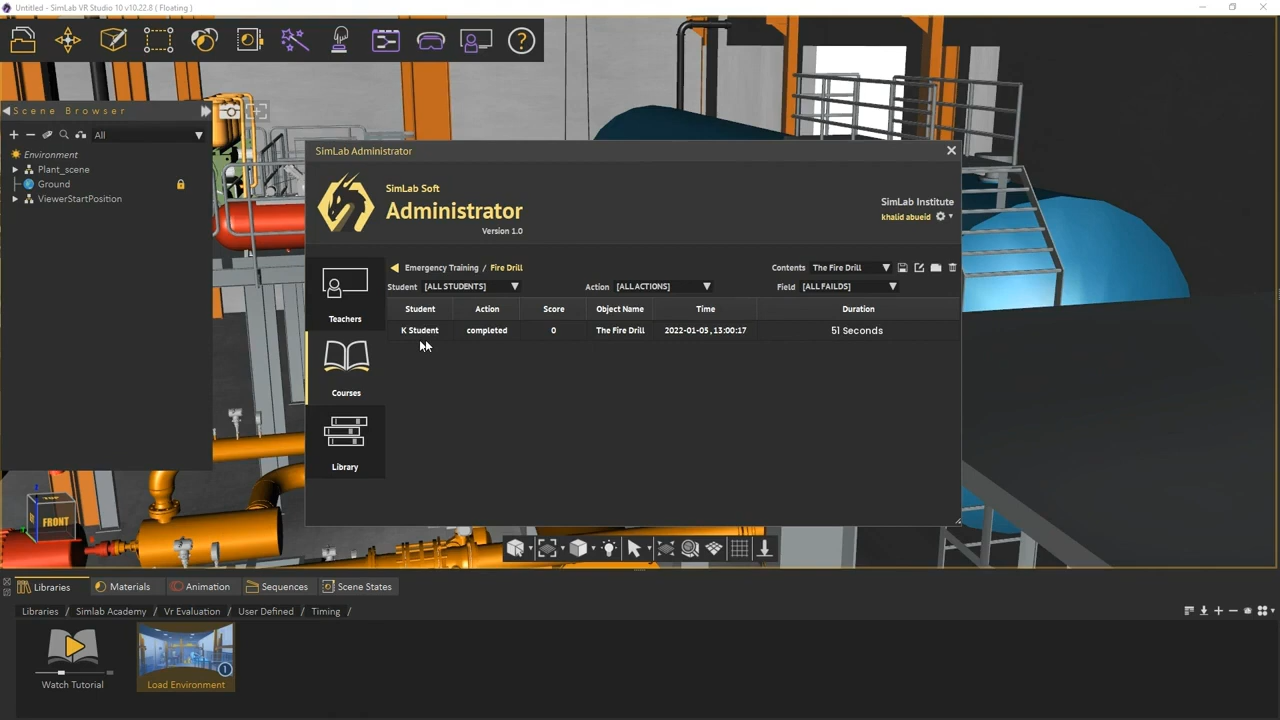 Untitled - SimLab VR Studio 10 v10.22.8 ( Floating )
Scene Browser
All
Environment
Plant_scene
Ground
ViewerStartPosition
SimLab Administrator
SimLab Soft
Administrator
Version 1.0
SimLab Institute
khalid abueid
Teachers
Courses
Library
Emergency Training / Fire Drill
Contents The Fire Drill
Student [ALL STUDENTS] Action [ALL ACTIONS] Field [ALL FAILDS]
Student Action Score Object Name Time Duration
K Student completed 0 The Fire Drill 2022-01-05, 13:00:17 51 Seconds
TOP
FRONT
Libraries Materials Animation Sequences Scene States
Libraries / Simlab Academy / Vr Evaluation / User Defined / Timing /
Watch Tutorial
Load Environment